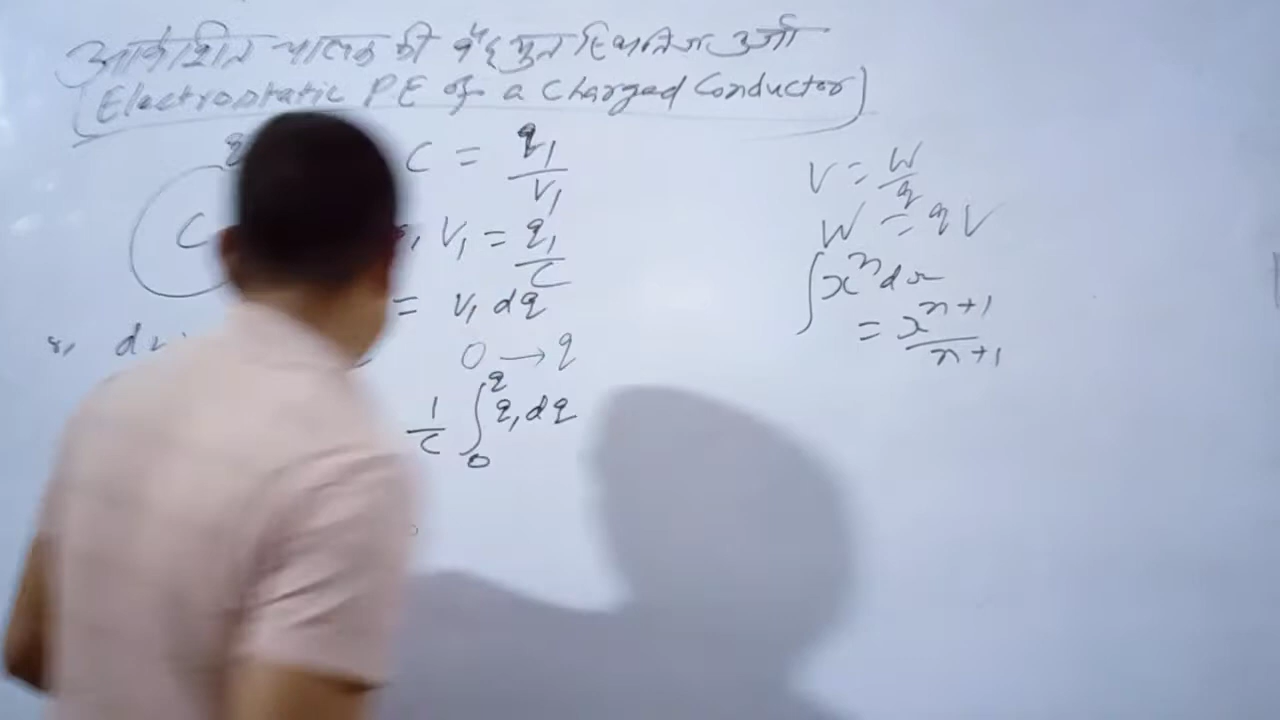 आवेशित चालक की वैद्युत स्थितिज ऊर्जा
(Electrostatic PE of a Charged Conductor)
C = q₁/V₁
V₁ = q₁/C
= V₁ dq
0 → q
1/C ∫₀^q q₁ dq
C
V = W/q
W = qV
∫ xⁿ dx
= xⁿ⁺¹/n+1